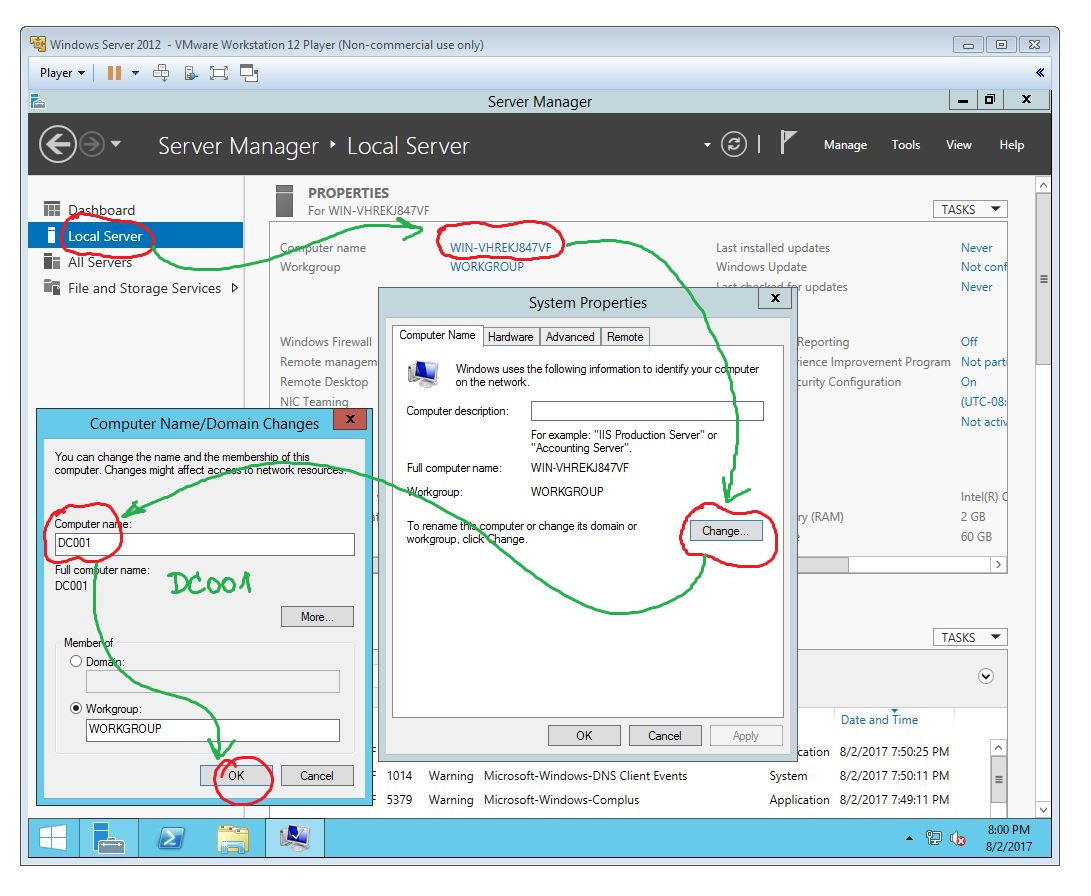 Windows Server 2012 - VMware Workstation 12 Player (Non-commercial use only)
Player
Server Manager
Server Manager Local Server
Manage Tools View Help
Dashboard
Local Server
All Servers
File and Storage Services
PROPERTIES
For WIN-VHREKJ847VF
TASKS
Computer name WIN-VHREKJ847VF
Workgroup WORKGROUP
Last installed updates Never
Windows Update Not conf
Last checked for updates Never
Windows Firewall
Remote managem
Remote Desktop
NIC Teaming
Reporting Off
rience Improvement Program Not parti
curity Configuration On
(UTC-08:
Not activ
Intel(R) C
ry (RAM) 2 GB
60 GB
System Properties
Computer Name Hardware Advanced Remote
Windows uses the following information to identify your computer
on the network.
Computer description:
For example: "IIS Production Server" or
"Accounting Server".
Full computer name: WIN-VHREKJ847VF
Workgroup: WORKGROUP
To rename this computer or change its domain or
workgroup, click Change.
Change...
OK Cancel Apply
Computer Name/Domain Changes
You can change the name and the membership of this
computer. Changes might affect access to network resources.
Computer name:
DC001
Full computer name:
DC001
DC001
More...
Member of
Domain:
Workgroup:
WORKGROUP
OK Cancel
TASKS
Date and Time
cation 8/2/2017 7:50:25 PM
1014 Warning Microsoft-Windows-DNS Client Events System 8/2/2017 7:50:11 PM
5379 Warning Microsoft-Windows-Complus Application 8/2/2017 7:49:11 PM
8:00 PM
8/2/2017